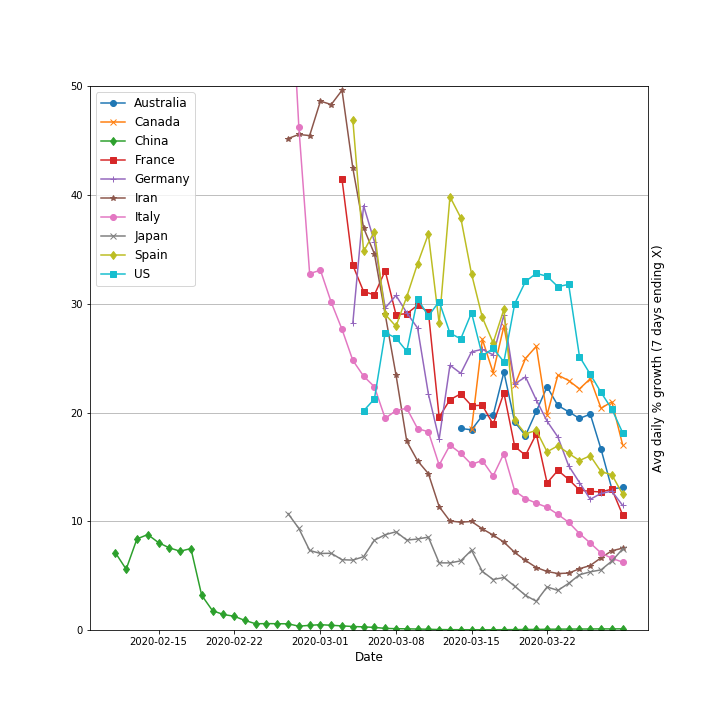 50
40
30
20
10
0
Australia
Canada
China
France
Germany
Iran
Italy
Japan
Spain
US
2020-02-15
2020-02-22
2020-03-01
2020-03-08
2020-03-15
2020-03-22
Date
Avg daily % growth (7 days ending X)